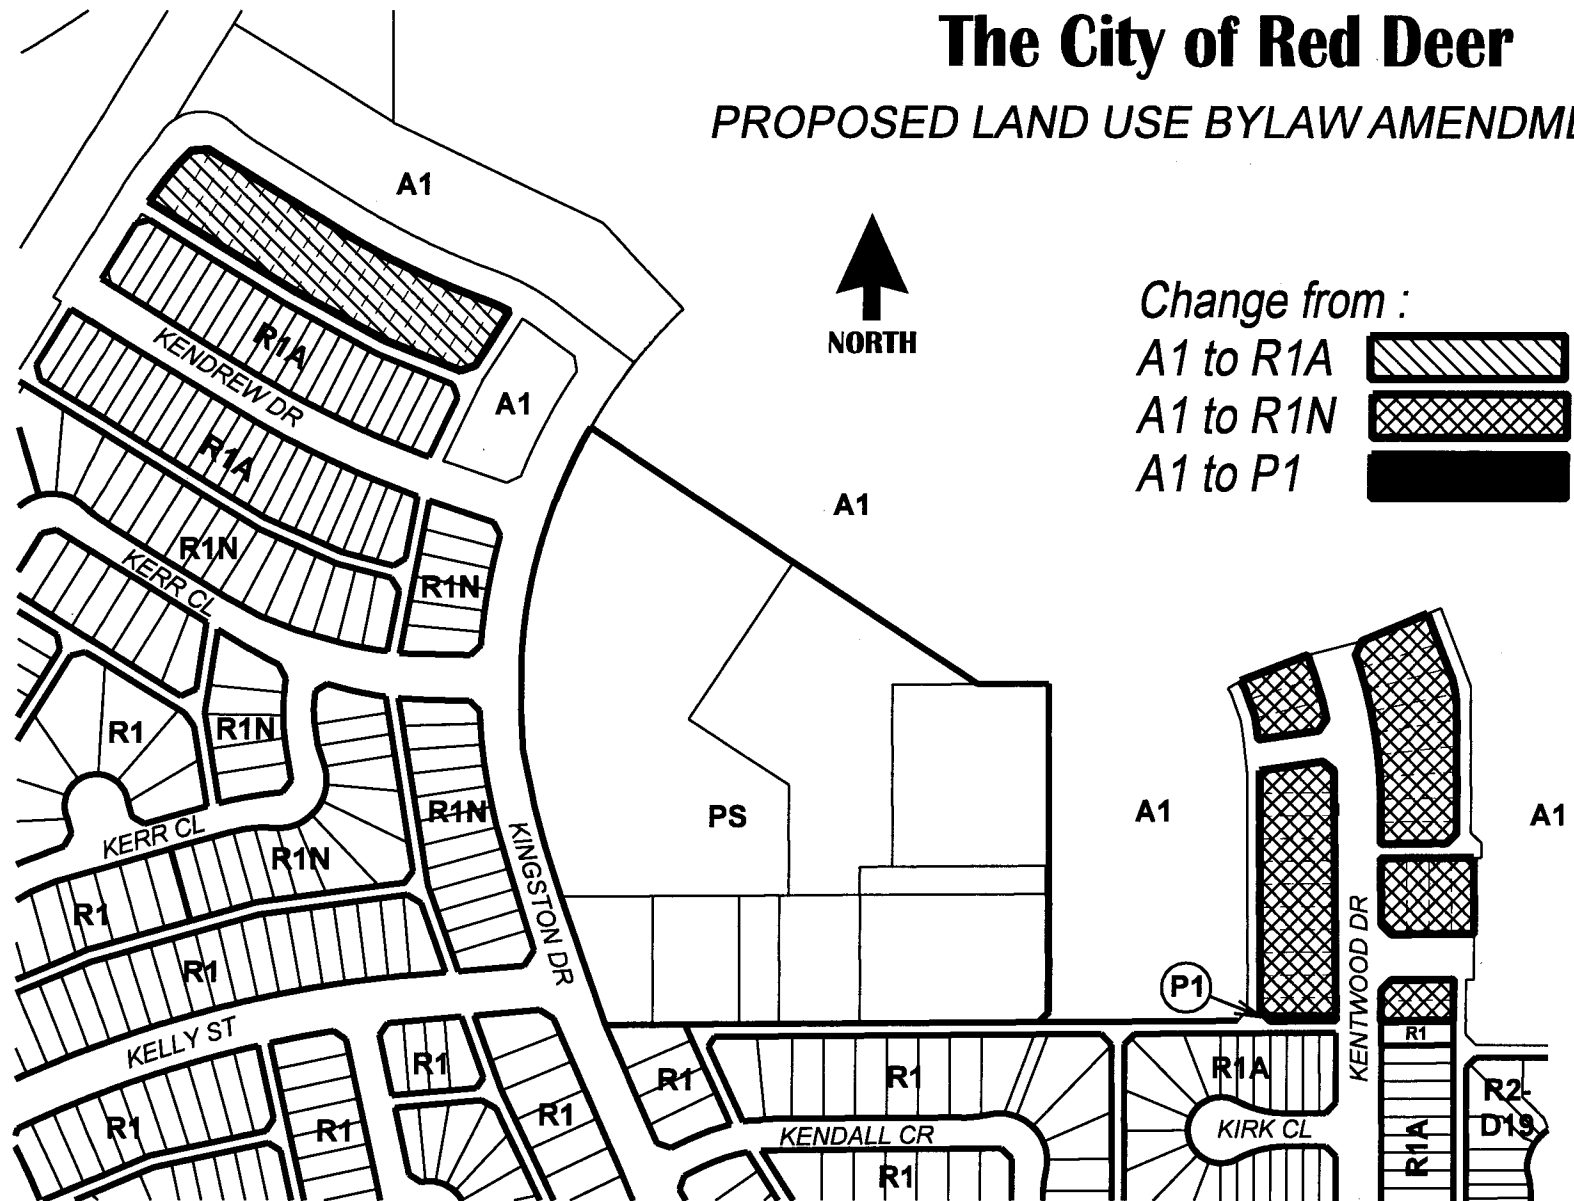 The City of Red Deer
PROPOSED LAND USE BYLAW AMENDM
A1
NORTH
Change from :
A1 to R1A
A1 to R1N
A1 to P1
R1A
KENDREW DR
A1
R1A
A1
R1N
KERR CL
R1N
R1
R1N
R1N
PS
A1
A1
KERR CL
R1N
KINGSTON DR
R1
R1
KENTWOOD DR
P1
KELLY ST
R1
R1
R1
R1
R1A
R2-
D19
R1
R1
R1
KENDALL CR
KIRK CL
R1A
R1